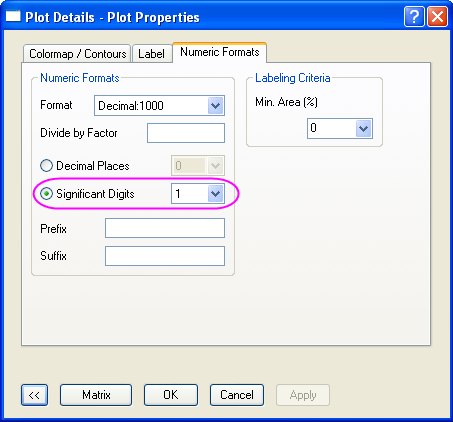 Plot Details - Plot Properties
Colormap / Contours Label Numeric Formats
Numeric Formats
Format Decimal:1000
Divide by Factor
Decimal Places 0
Significant Digits 1
Prefix
Suffix
Labeling Criteria
Min. Area (%)
0
<< Matrix OK Cancel Apply